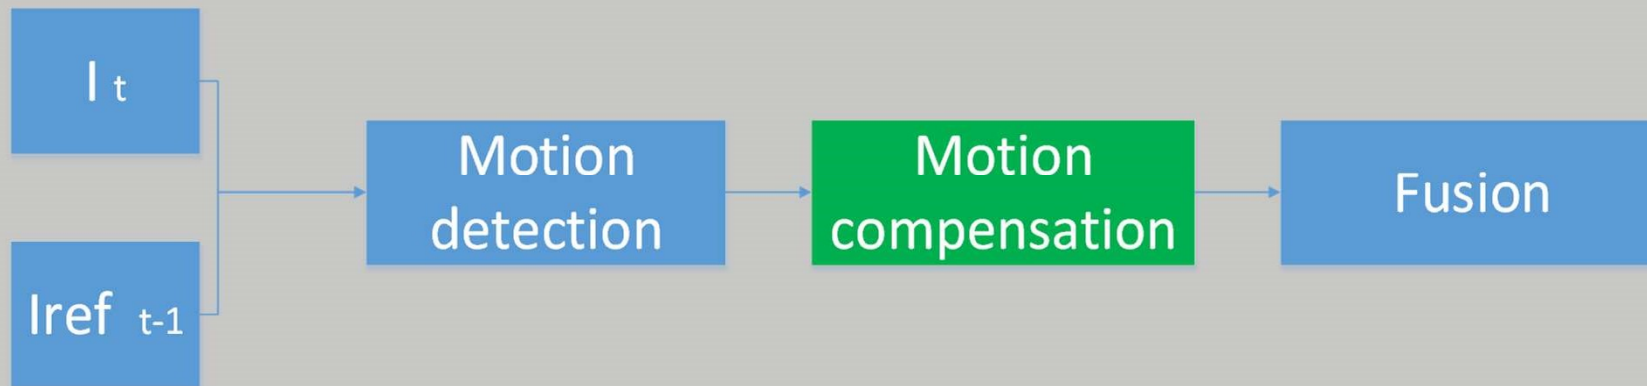 I t
Iref t-1
Motion
detection
Motion
compensation
Fusion